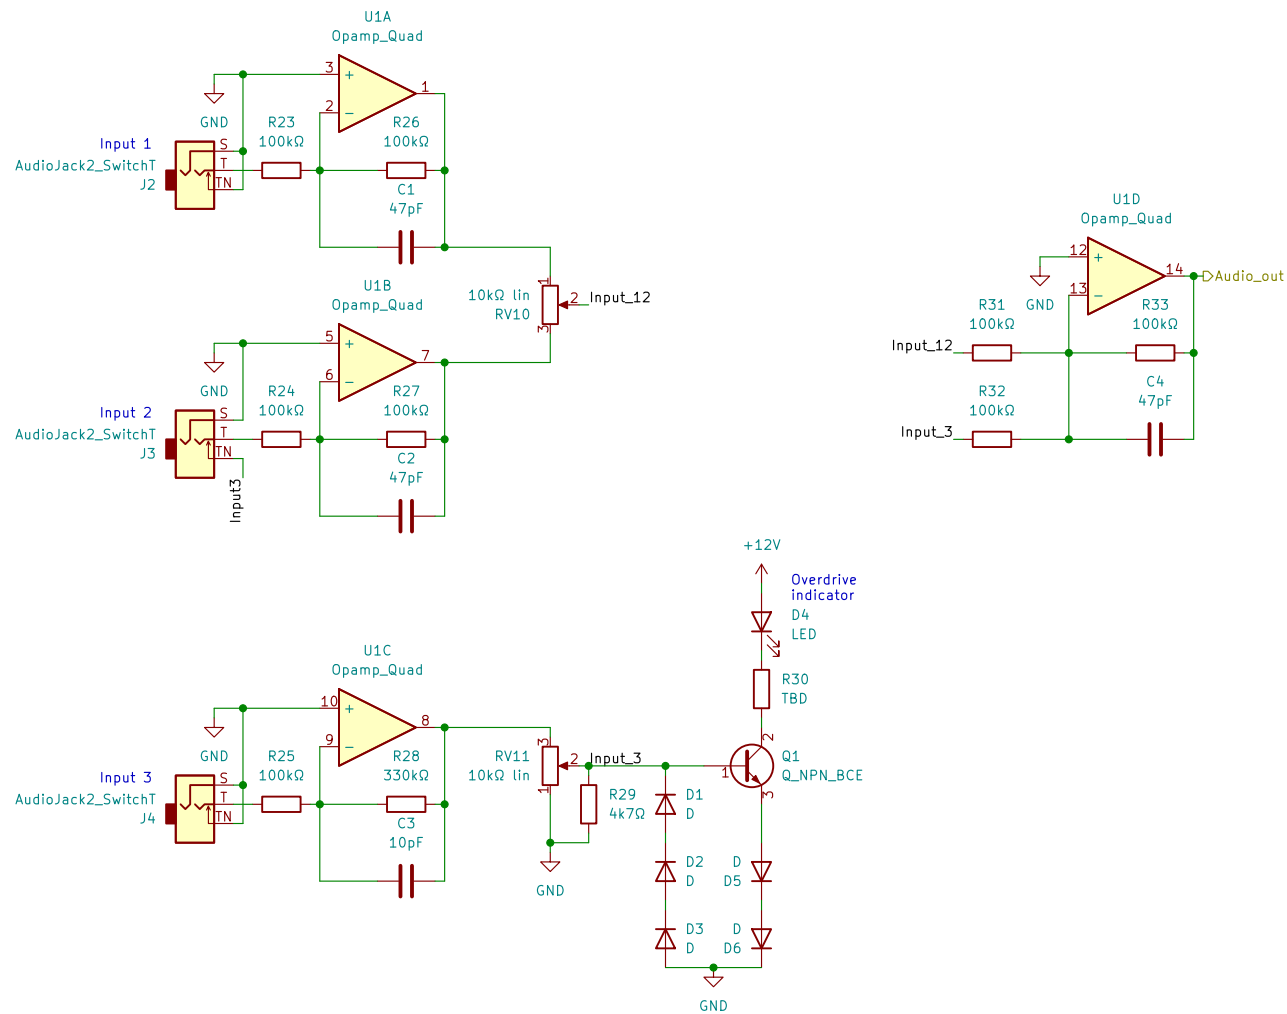 U1A
Opamp_Quad
3
+
1
2
−
GND
R23
100kΩ
R26
100kΩ
Input 1
AudioJack2_SwitchT
J2
S
T
TN
C1
47pF
U1B
Opamp_Quad
10kΩ lin
RV10
1
2
3
Input_12
5
+
7
6
−
GND
R24
100kΩ
R27
100kΩ
Input 2
AudioJack2_SwitchT
J3
S
T
TN
C2
47pF
Input3
U1D
Opamp_Quad
12
+
14
13
−
Audio_out
GND
R31
100kΩ
R33
100kΩ
Input_12
R32
100kΩ
C4
47pF
Input_3
+12V
Overdrive
indicator
D4
LED
R30
TBD
U1C
Opamp_Quad
10
+
8
9
−
GND
R25
100kΩ
R28
330kΩ
Input 3
AudioJack2_SwitchT
J4
S
T
TN
C3
10pF
RV11
10kΩ lin
3
2
1
Input_3
R29
4k7Ω
GND
1
2
3
Q1
Q_NPN_BCE
D1
D
D2
D
D
D5
D3
D
D
D6
GND